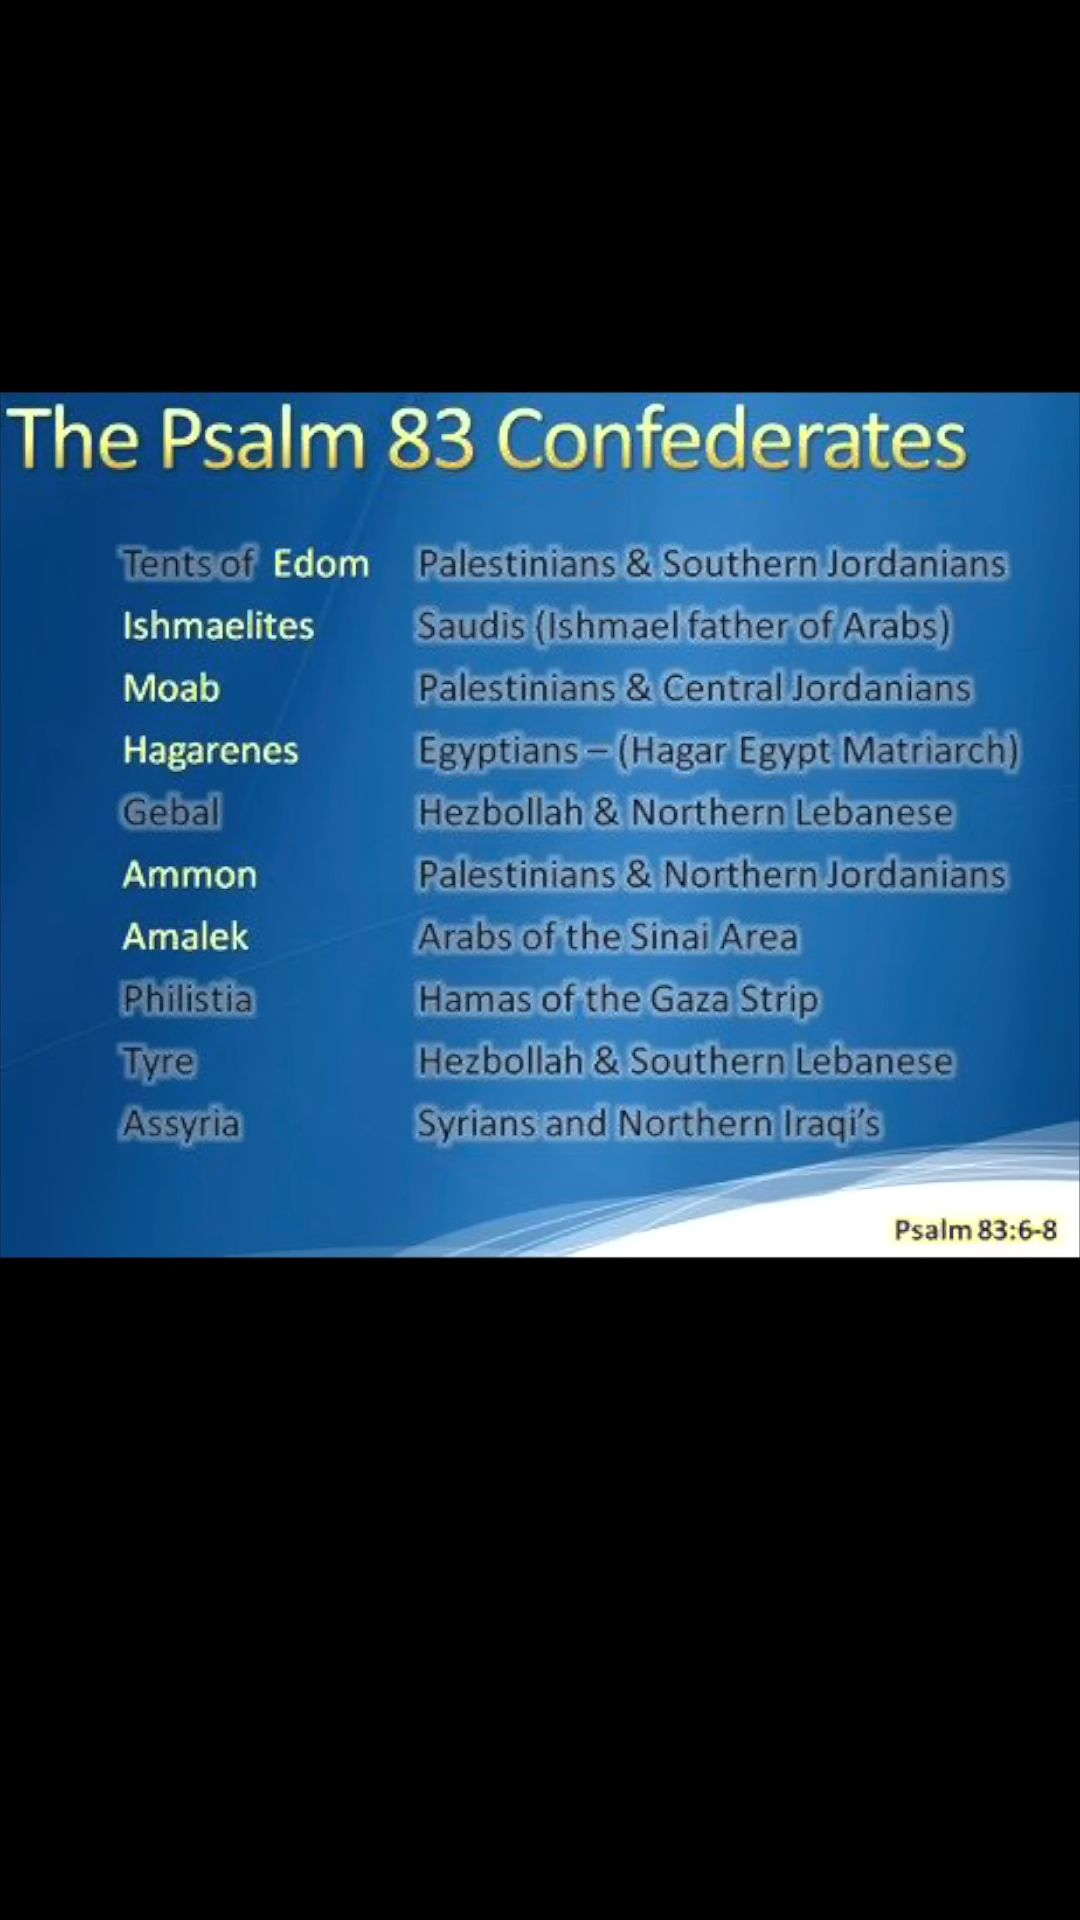 The Psalm 83 Confederates
Tents of Edom Palestinians & Southern Jordanians
Ishmaelites Saudis (Ishmael father of Arabs)
Moab Palestinians & Central Jordanians
Hagarenes Egyptians – (Hagar Egypt Matriarch)
Gebal Hezbollah & Northern Lebanese
Ammon Palestinians & Northern Jordanians
Amalek Arabs of the Sinai Area
Philistia Hamas of the Gaza Strip
Tyre Hezbollah & Southern Lebanese
Assyria Syrians and Northern Iraqi's
Psalm 83:6-8